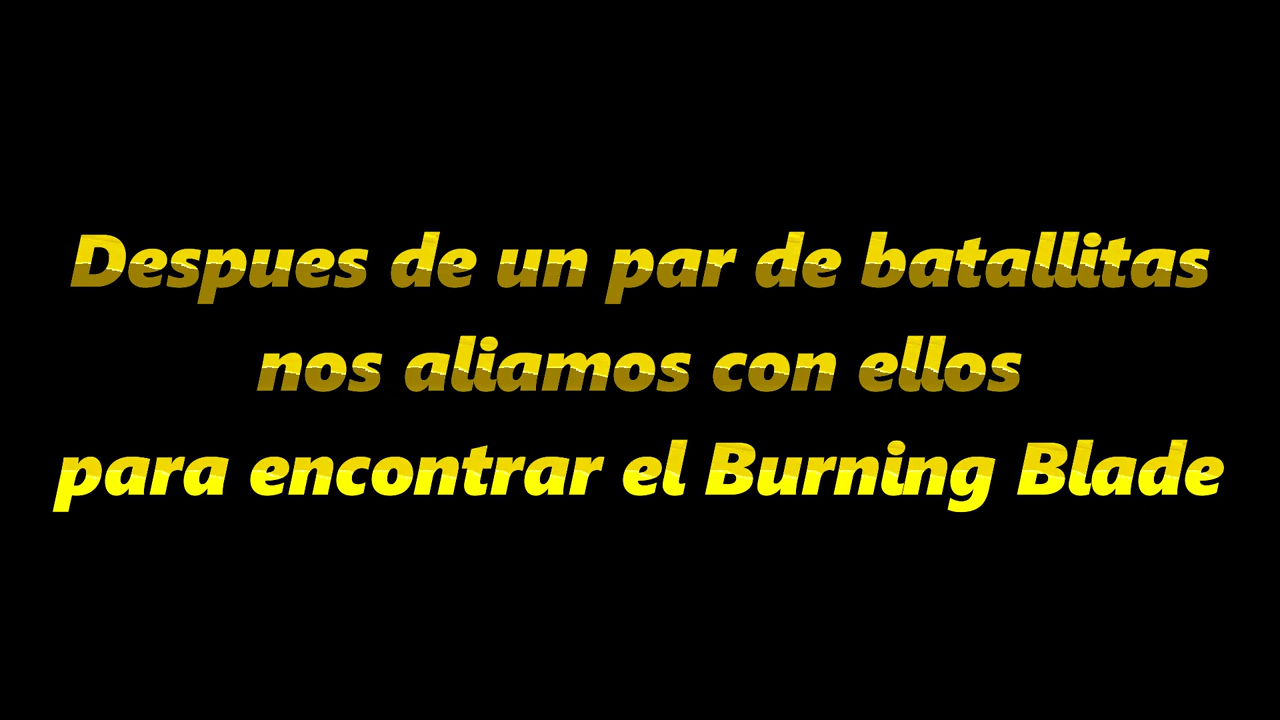 Despues de un par de batallitas
nos aliamos con ellos
para encontrar el Burning Blade